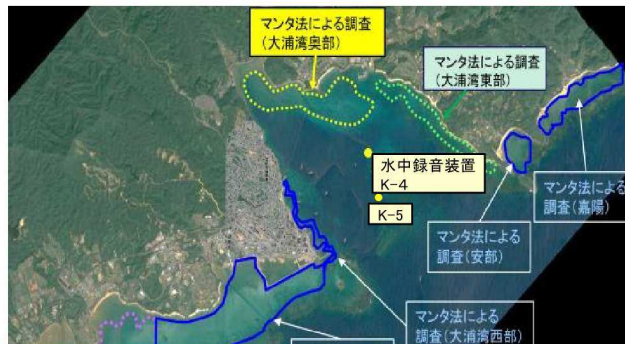 マンタ法による調査
(大浦湾奥部)
マンタ法による調査
(大浦湾東部)
水中録音装置
K-4
K-5
マンタ法による
調査(嘉陽)
マンタ法による
調査(安部)
マンタ法による
調査(大浦湾西部)